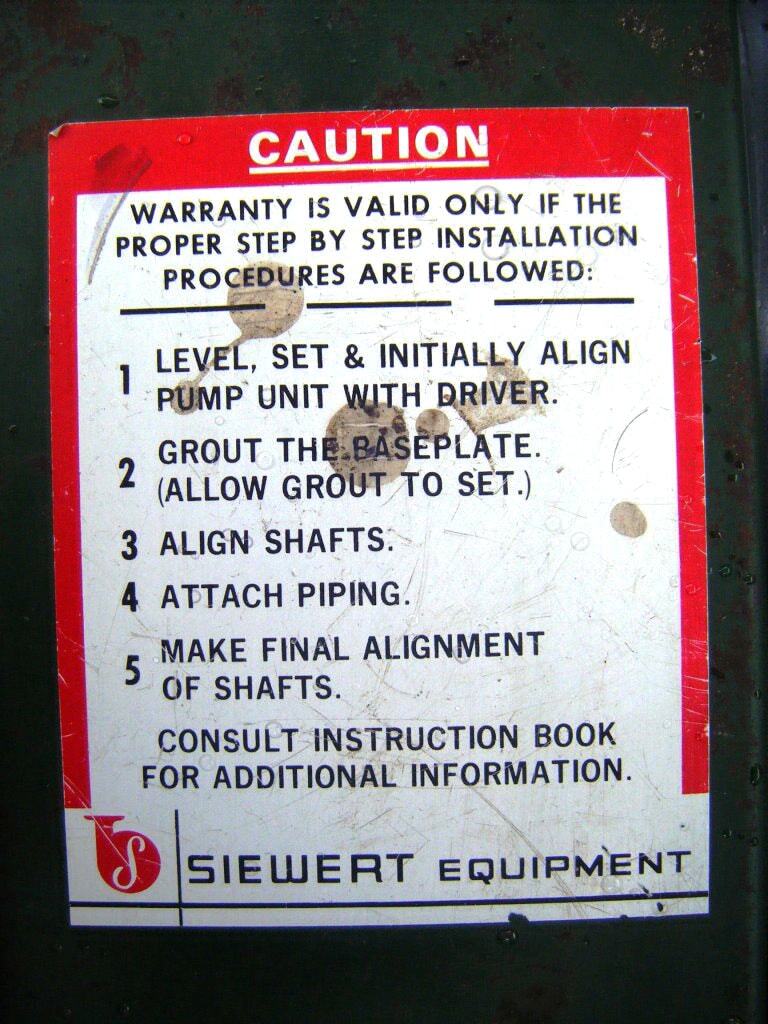 CAUTION
WARRANTY IS VALID ONLY IF THE
PROPER STEP BY STEP INSTALLATION
PROCEDURES ARE FOLLOWED:
1 LEVEL, SET & INITIALLY ALIGN
PUMP UNIT WITH DRIVER.
2 GROUT THE BASEPLATE.
(ALLOW GROUT TO SET.)
3 ALIGN SHAFTS.
4 ATTACH PIPING.
5 MAKE FINAL ALIGNMENT
OF SHAFTS.
CONSULT INSTRUCTION BOOK
FOR ADDITIONAL INFORMATION.
S SIEWERT EQUIPMENT